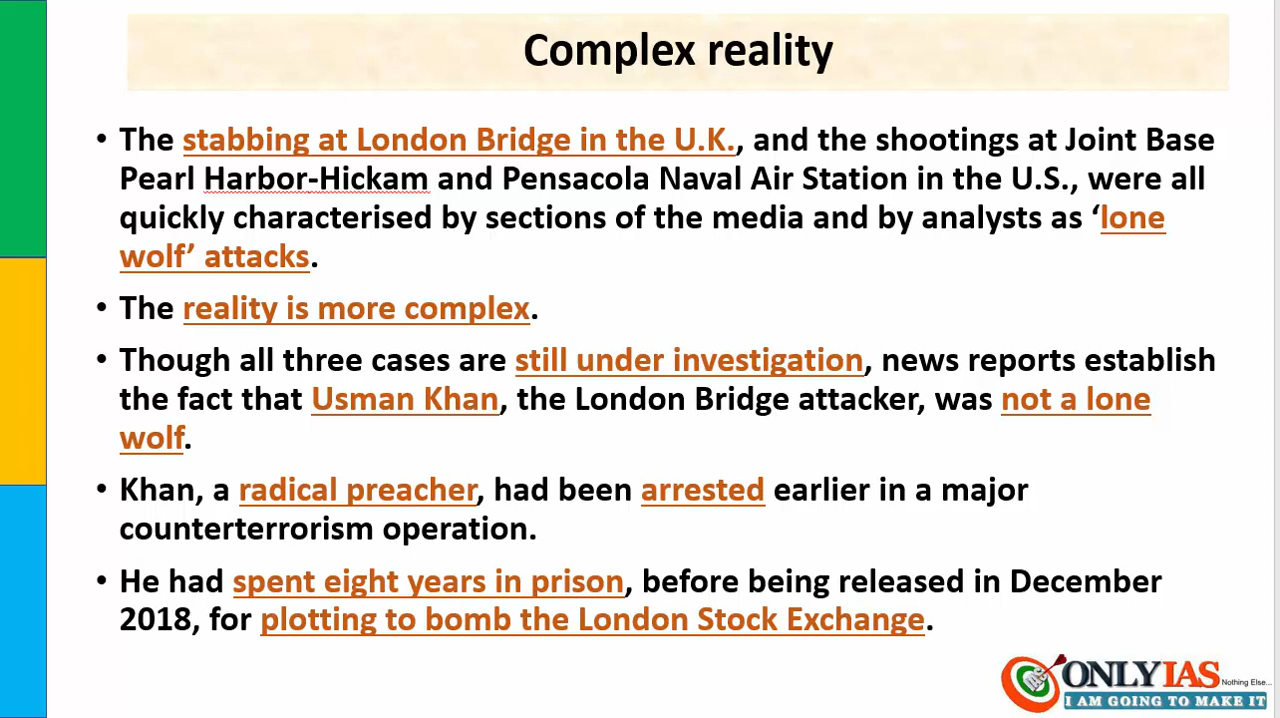 Complex reality
• The stabbing at London Bridge in the U.K., and the shootings at Joint Base
Pearl Harbor-Hickam and Pensacola Naval Air Station in the U.S., were all
quickly characterised by sections of the media and by analysts as ‘lone
wolf’ attacks.
• The reality is more complex.
• Though all three cases are still under investigation, news reports establish
the fact that Usman Khan, the London Bridge attacker, was not a lone
wolf.
• Khan, a radical preacher, had been arrested earlier in a major
counterterrorism operation.
• He had spent eight years in prison, before being released in December
2018, for plotting to bomb the London Stock Exchange.
ONLYIAS Nothing Else...
I AM GOING TO MAKE IT